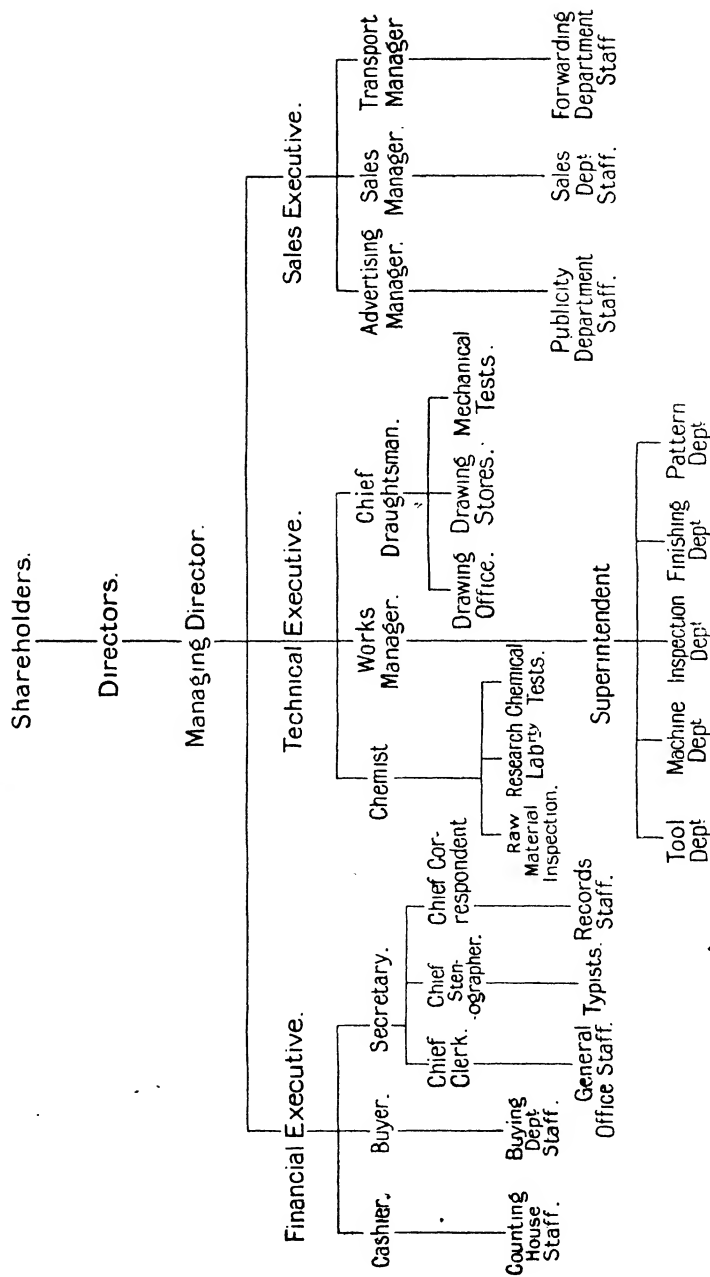 Shareholders.
Directors.
Managing Director.
Financial Executive.
Technical Executive.
Sales Executive.
Cashier.
Buyer.
Secretary.
Chemist
Works
Manager.
Chief
Draughtsman.
Advertising
Manager.
Sales
Manager.
Transport
Manager
Chief
Clerk.
Chief
Sten-
-ographer.
Chief Cor-
respondent
Raw
Material
Inspection.
Research
Labrty
Chemical
Tests.
Drawing
Office.
Drawing
Stores.
Mechanical
Tests.
Counting
House
Staff.
Buying
Dept
Staff.
General
Office Staff.
Typists.
Records
Staff.
Publicity
Department
Staff.
Sales
Dept.
Staff.
Forwarding
Department
Staff
Superintendent
Tool
Dept.
Machine
Dept
Inspection
Dept.
Finishing
Dept
Pattern
Dept.